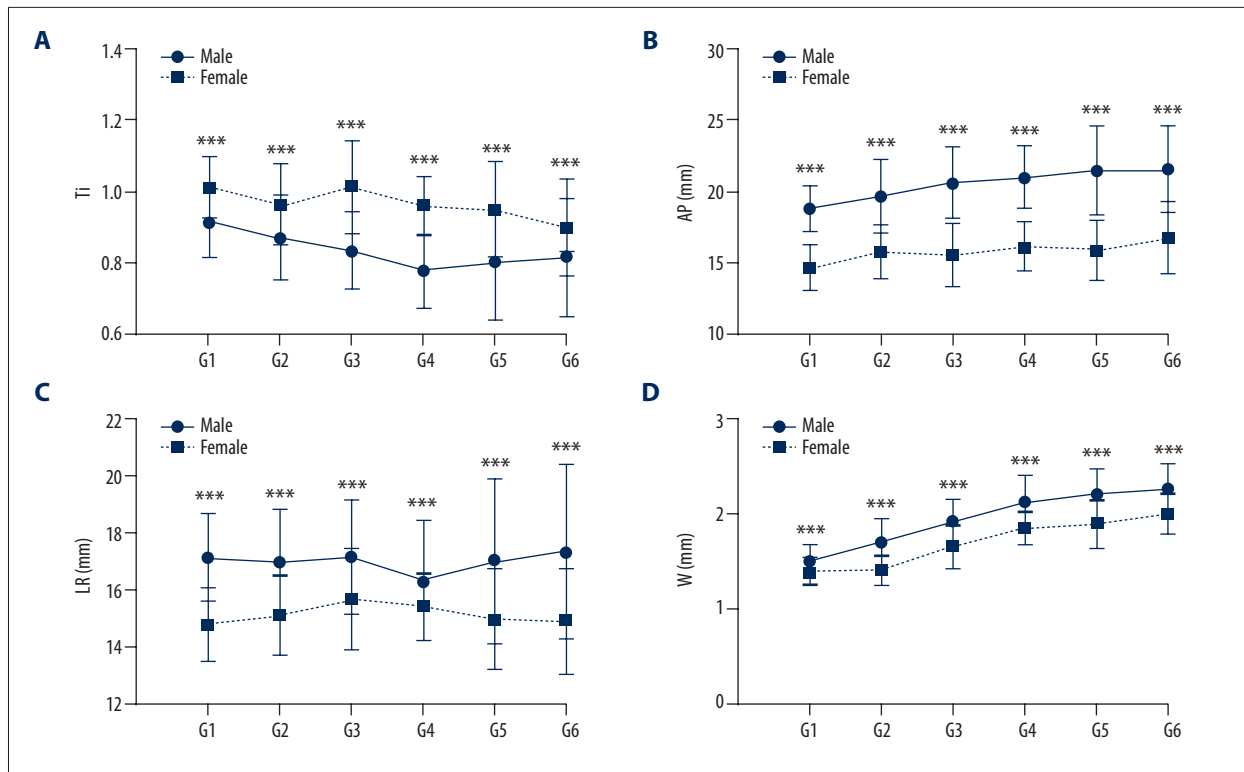 A
Male
Female
1.4
1.2
1.0
0.8
0.6
Ti
*** *** *** *** *** ***
G1 G2 G3 G4 G5 G6
B
Male
Female
30
25
20
15
10
AP (mm)
*** *** *** *** *** ***
G1 G2 G3 G4 G5 G6
C
Male
Female
22
20
18
16
14
12
LR (mm)
*** *** *** *** *** ***
G1 G2 G3 G4 G5 G6
D
Male
Female
3
2
1
0
W (mm)
*** *** *** *** *** ***
G1 G2 G3 G4 G5 G6